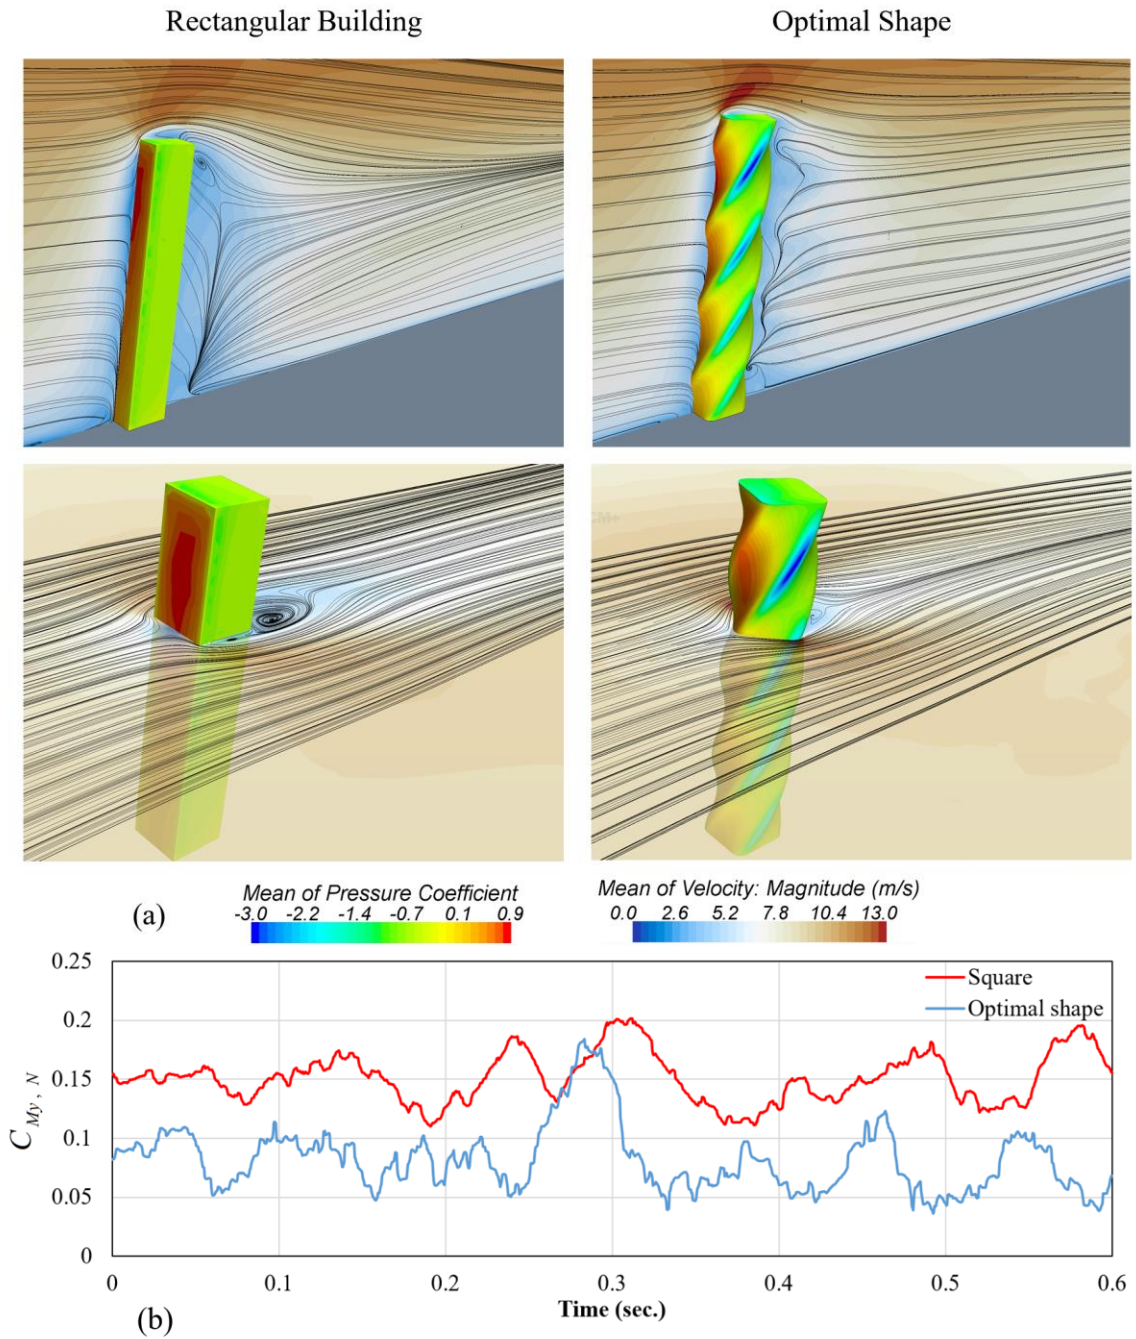 Rectangular Building
Optimal Shape
CM+
(a)
Mean of Pressure Coefficient
-3.0 -2.2 -1.4 -0.7 0.1 0.9
Mean of Velocity: Magnitude (m/s)
0.0 2.6 5.2 7.8 10.4 13.0
0.25
0.2
0.15
0.1
0.05
0
C My , N
Square
Optimal shape
0 0.1 0.2 0.3 0.4 0.5 0.6
Time (sec.)
(b)